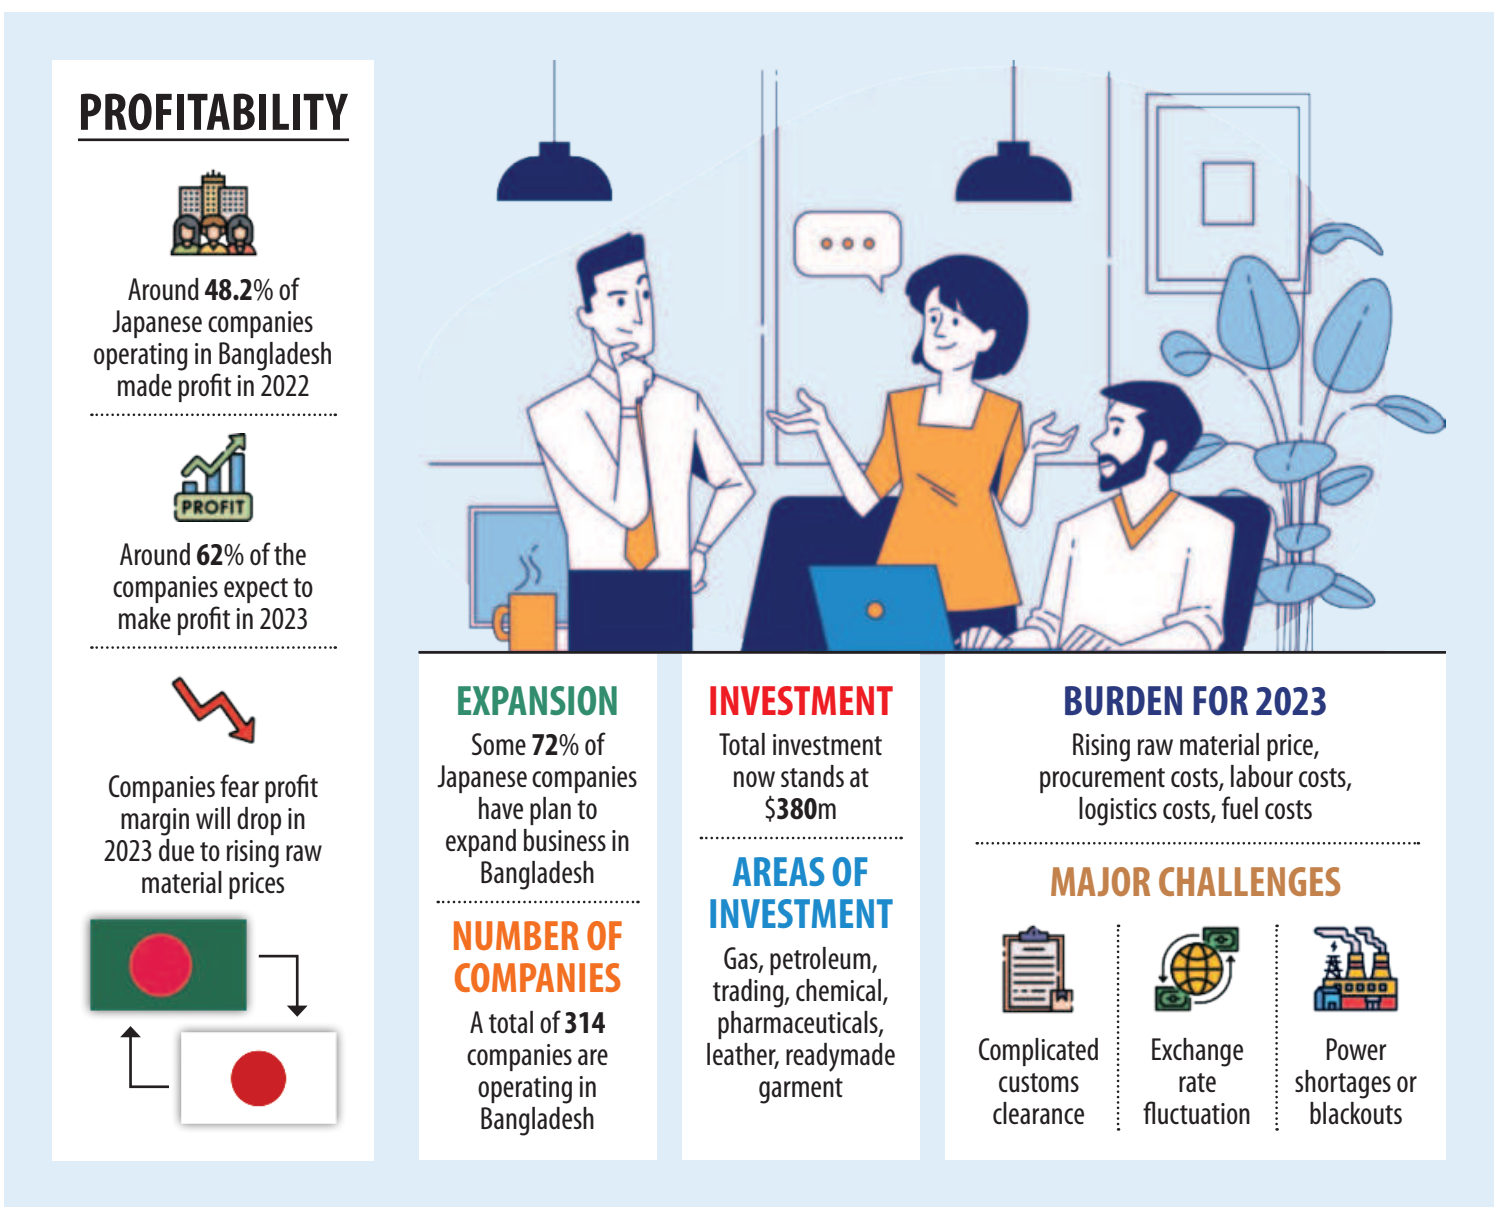 PROFITABILITY
Around 48.2% of
Japanese companies
operating in Bangladesh
made profit in 2022
PROFIT
Around 62% of the
companies expect to
make profit in 2023
Companies fear profit
margin will drop in
2023 due to rising raw
material prices
EXPANSION
Some 72% of
Japanese companies
have plan to
expand business in
Bangladesh
NUMBER OF
COMPANIES
A total of 314
companies are
operating in
Bangladesh
INVESTMENT
Total investment
now stands at
$380m
AREAS OF
INVESTMENT
Gas, petroleum,
trading, chemical,
pharmaceuticals,
leather, readymade
garment
BURDEN FOR 2023
Rising raw material price,
procurement costs, labour costs,
logistics costs, fuel costs
MAJOR CHALLENGES
Complicated
customs
clearance
Exchange
rate
fluctuation
Power
shortages or
blackouts